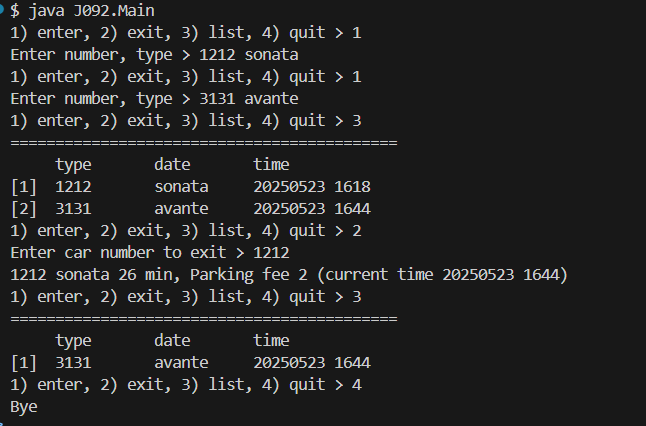 $ java J092.Main
1) enter, 2) exit, 3) list, 4) quit > 1
Enter number, type > 1212 sonata
1) enter, 2) exit, 3) list, 4) quit > 1
Enter number, type > 3131 avante
1) enter, 2) exit, 3) list, 4) quit > 3
===========================================
     type       date       time
[1]  1212       sonata     20250523 1618
[2]  3131       avante     20250523 1644
1) enter, 2) exit, 3) list, 4) quit > 2
Enter car number to exit > 1212
1212 sonata 26 min, Parking fee 2 (current time 20250523 1644)
1) enter, 2) exit, 3) list, 4) quit > 3
===========================================
     type       date       time
[1]  3131       avante     20250523 1644
1) enter, 2) exit, 3) list, 4) quit > 4
Bye